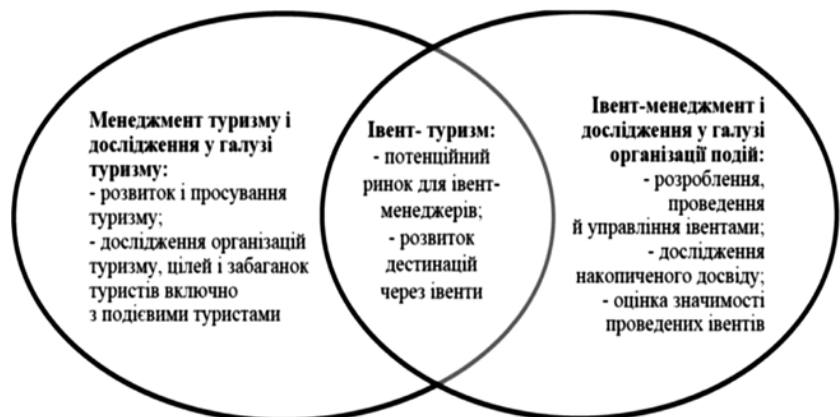 Менеджмент туризму і
дослідження у галузі
туризму:
- розвиток і просування
туризму;
- дослідження організацій
туризму, цілей і забаганок
туристів включно
з подієвими туристами
Івент- туризм:
- потенційний
ринок для івент-
менеджерів;
- розвиток
дестинацій
через івенти
Івент-менеджмент і
дослідження у галузі
організації подій:
- розроблення,
проведення
й управління івентами;
- дослідження
накопиченого досвіду;
- оцінка значимості
проведених івентів